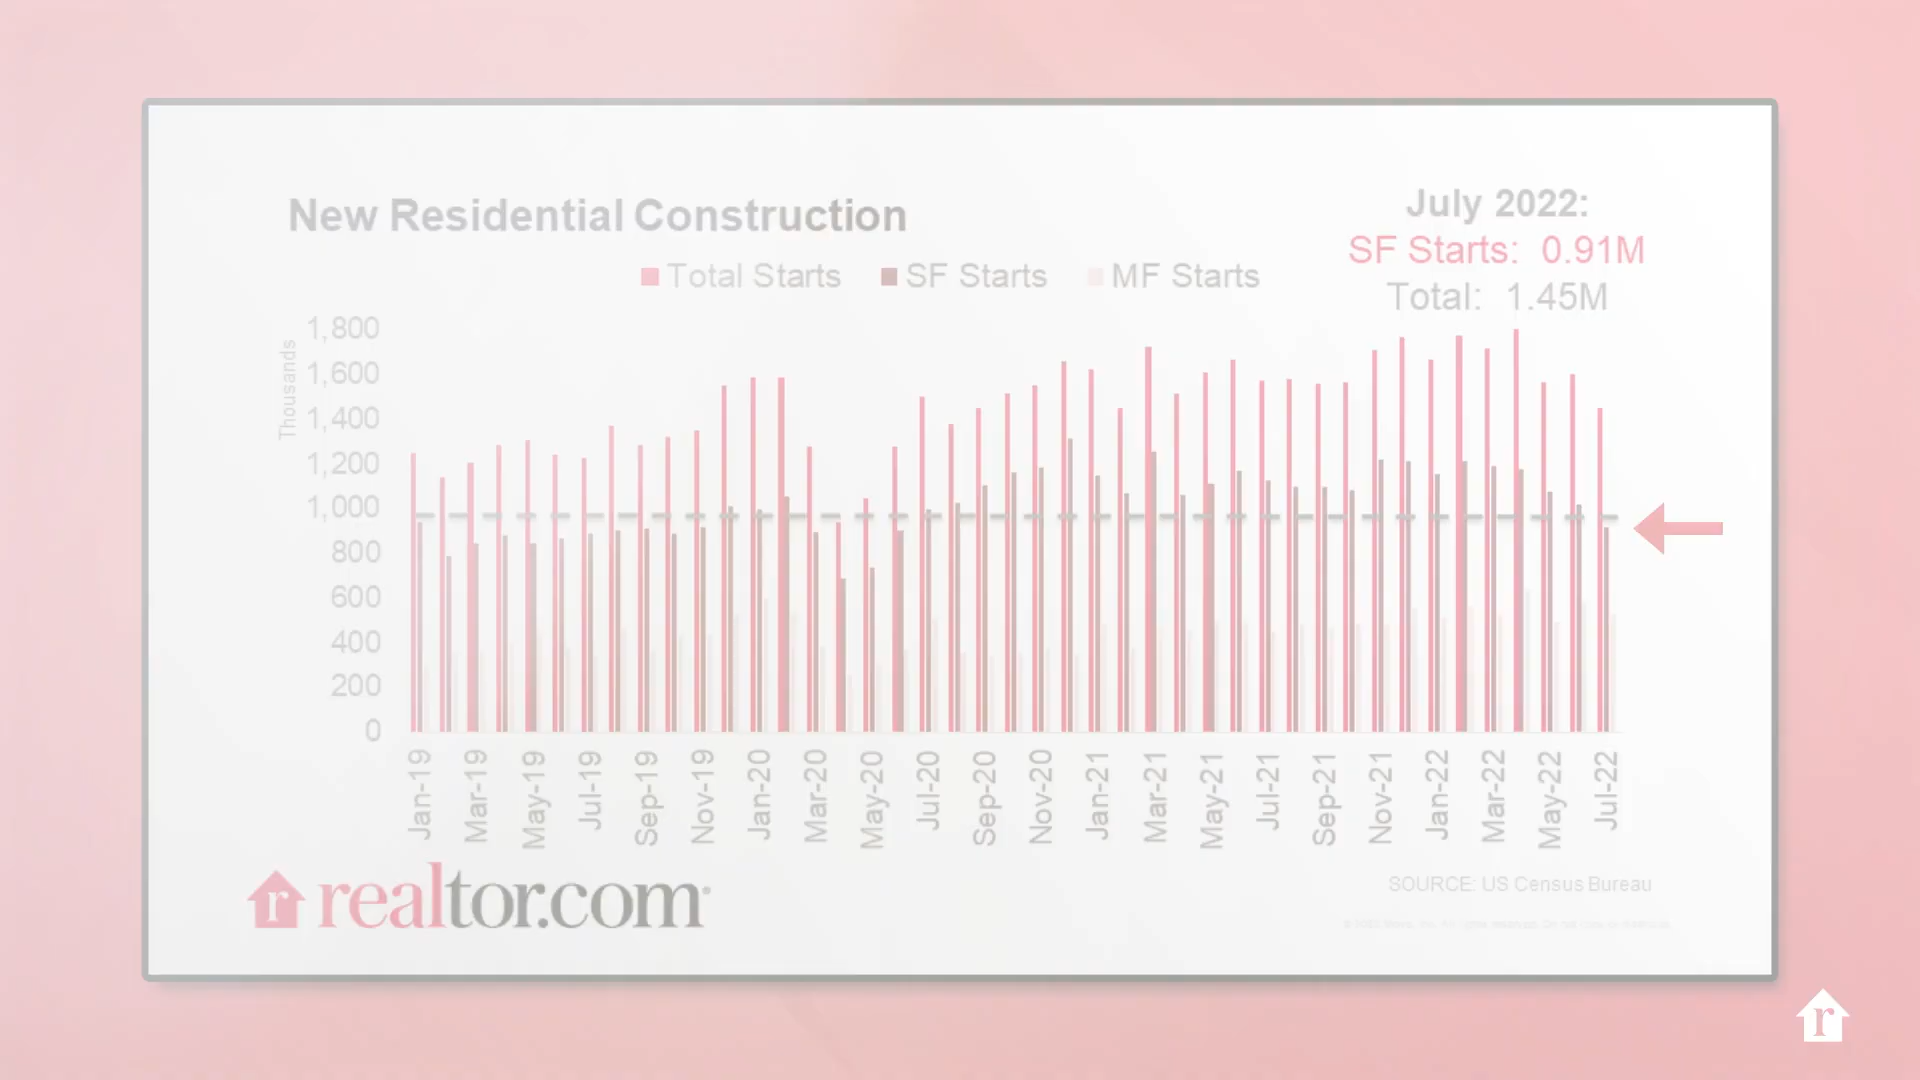 New Residential Construction
July 2022:
SF Starts: 0.91M
Total: 1.45M
Total Starts SF Starts MF Starts
Thousands
1,800
1,600
1,400
1,200
1,000
800
600
400
200
0
Jan-19 Mar-19 May-19 Jul-19 Sep-19 Nov-19 Jan-20 Mar-20 May-20 Jul-20 Sep-20 Nov-20 Jan-21 Mar-21 May-21 Jul-21 Sep-21 Nov-21 Jan-22 Mar-22 May-22 Jul-22
r realtor.com
SOURCE: US Census Bureau
r